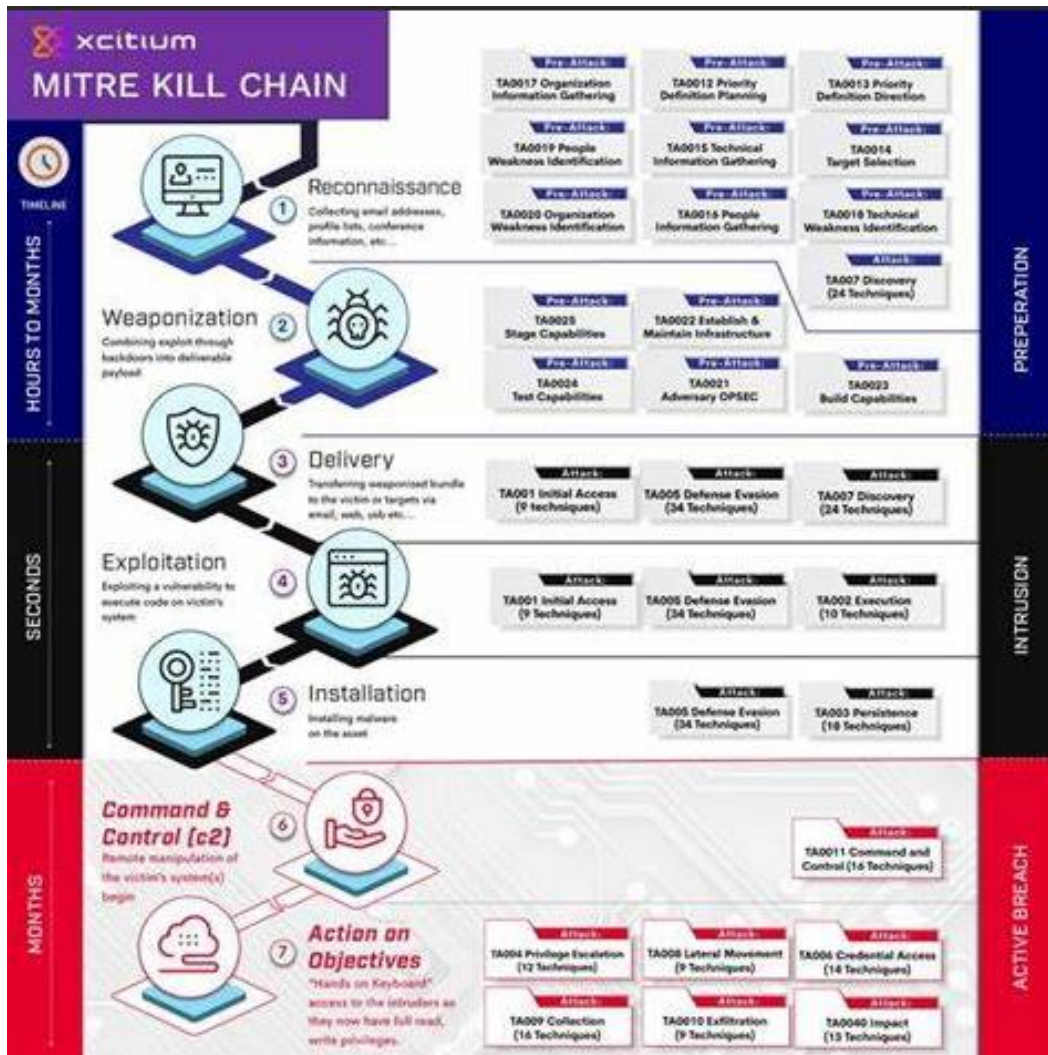 xcitium
MITRE KILL CHAIN
TIMELINE
HOURS TO MONTHS
SECONDS
MONTHS
PREPERATION
INTRUSION
ACTIVE BREACH
1
Reconnaissance
Collecting email addresses,
profile lists, conference
information, etc...
Pre-Attack:
TA0017 Organization
Information Gathering
Pre-Attack:
TA0012 Priority
Definition Planning
Pre-Attack:
TA0013 Priority
Definition Direction
Pre-Attack:
TA0019 People
Weakness Identification
Pre-Attack:
TA0015 Technical
Information Gathering
Pre-Attack:
TA0014
Target Selection
Pre-Attack:
TA0020 Organization
Weakness Identification
Pre-Attack:
TA0016 People
Information Gathering
Pre-Attack:
TA0018 Technical
Weakness Identification
Attack:
TA007 Discovery
(24 Techniques)
Weaponization
2
Combining exploit through
backdoors into deliverable
payload
Pre-Attack:
TA0025
Stage Capabilities
Pre-Attack:
TA0022 Establish &
Maintain Infrastructure
Pre-Attack:
TA0024
Test Capabilities
Pre-Attack:
TA0021
Adversary OPSEC
Pre-Attack:
TA0023
Build Capabilities
3
Delivery
Transferring weaponized bundle
to the victim or targets via
email, web, usb etc...
Attack:
TA001 Initial Access
(9 techniques)
Attack:
TA005 Defense Evasion
(34 Techniques)
Attack:
TA007 Discovery
(24 Techniques)
Exploitation
4
Exploiting a vulnerability to
execute code on victim's
system
Attack:
TA001 Initial Access
(9 Techniques)
Attack:
TA005 Defense Evasion
(34 Techniques)
Attack:
TA002 Execution
(10 Techniques)
5
Installation
Installing malware
on the asset
Attack:
TA005 Defense Evasion
(34 Techniques)
Attack:
TA003 Persistence
(18 Techniques)
Command &
Control (c2)
6
Remote manipulation of
the victim's system(s)
begin
Attack:
TA0011 Command and
Control (16 Techniques)
7
Action on
Objectives
"Hands on Keyboard"
access to the intruders as
they now have full read,
write privileges.
Attack:
TA004 Privilege Escalation
(12 Techniques)
Attack:
TA008 Lateral Movement
(9 Techniques)
Attack:
TA006 Credential Access
(14 Techniques)
Attack:
TA009 Collection
(16 Techniques)
Attack:
TA0010 Exfiltration
(9 Techniques)
Attack:
TA0040 Impact
(13 Techniques)